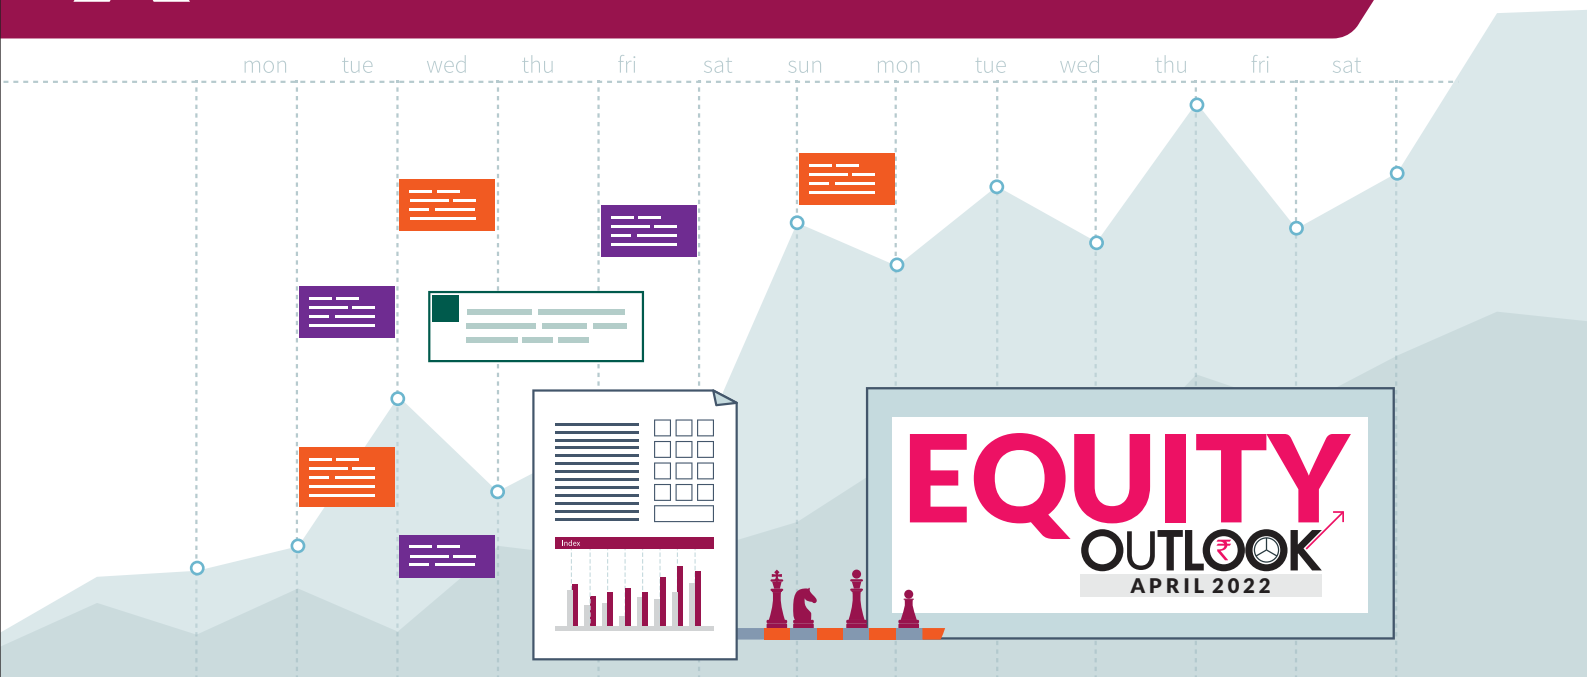 mon tue wed thu fri sat sun mon tue wed thu fri sat
Index
EQUITY
OUTLOOK
APRIL 2022